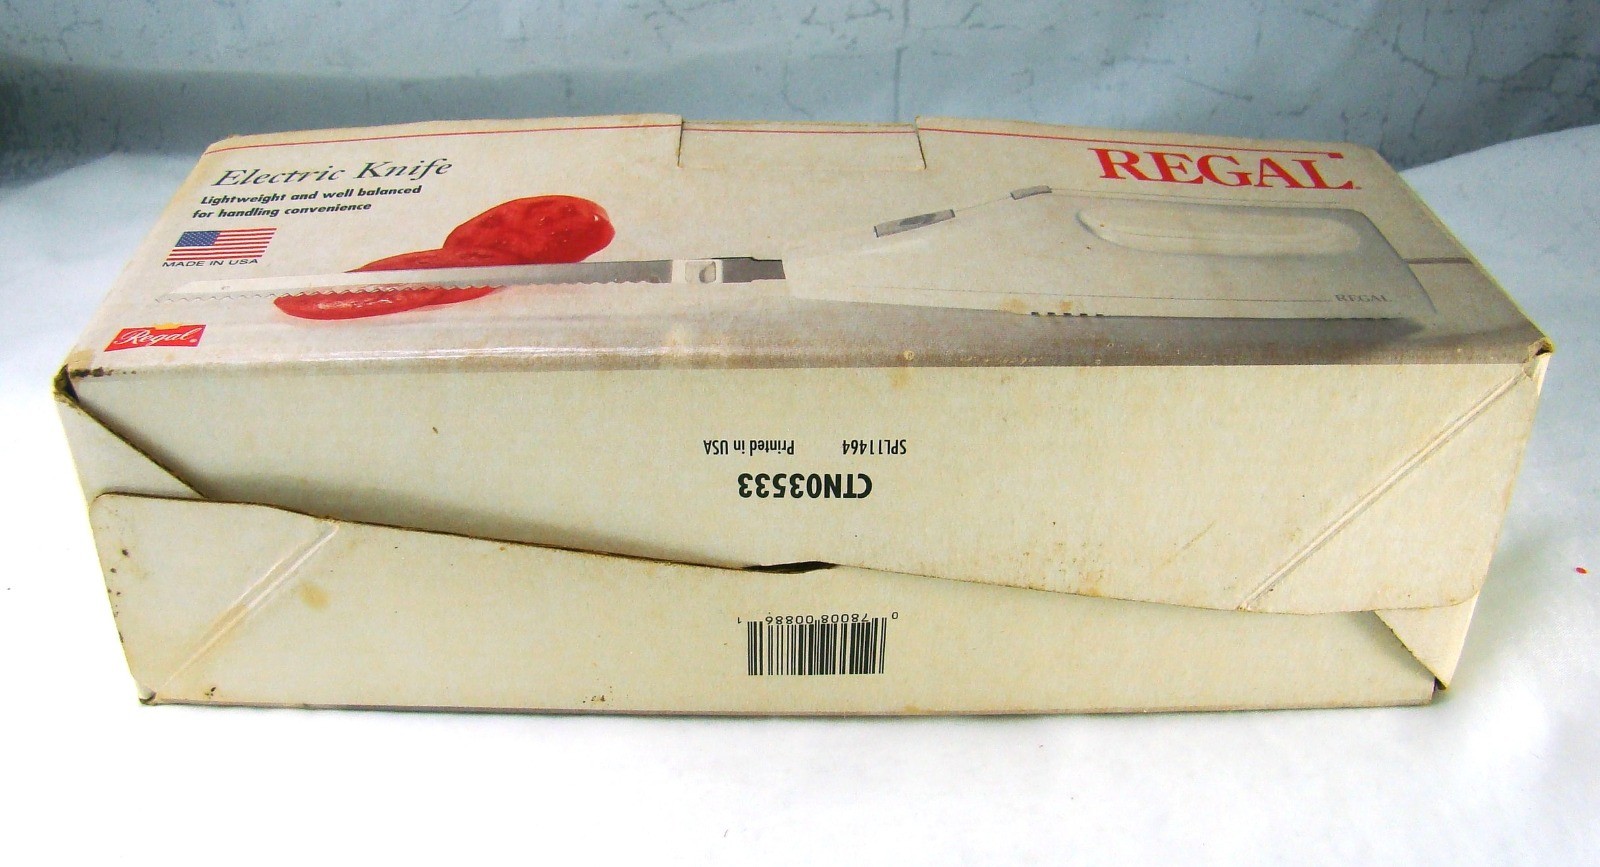 Electric Knife
Lightweight and well balanced
for handling convenience
MADE IN USA
Regal
REGAL
REGAL
SPL11464 Printed in USA
CTN03533
0 78008 00886 1